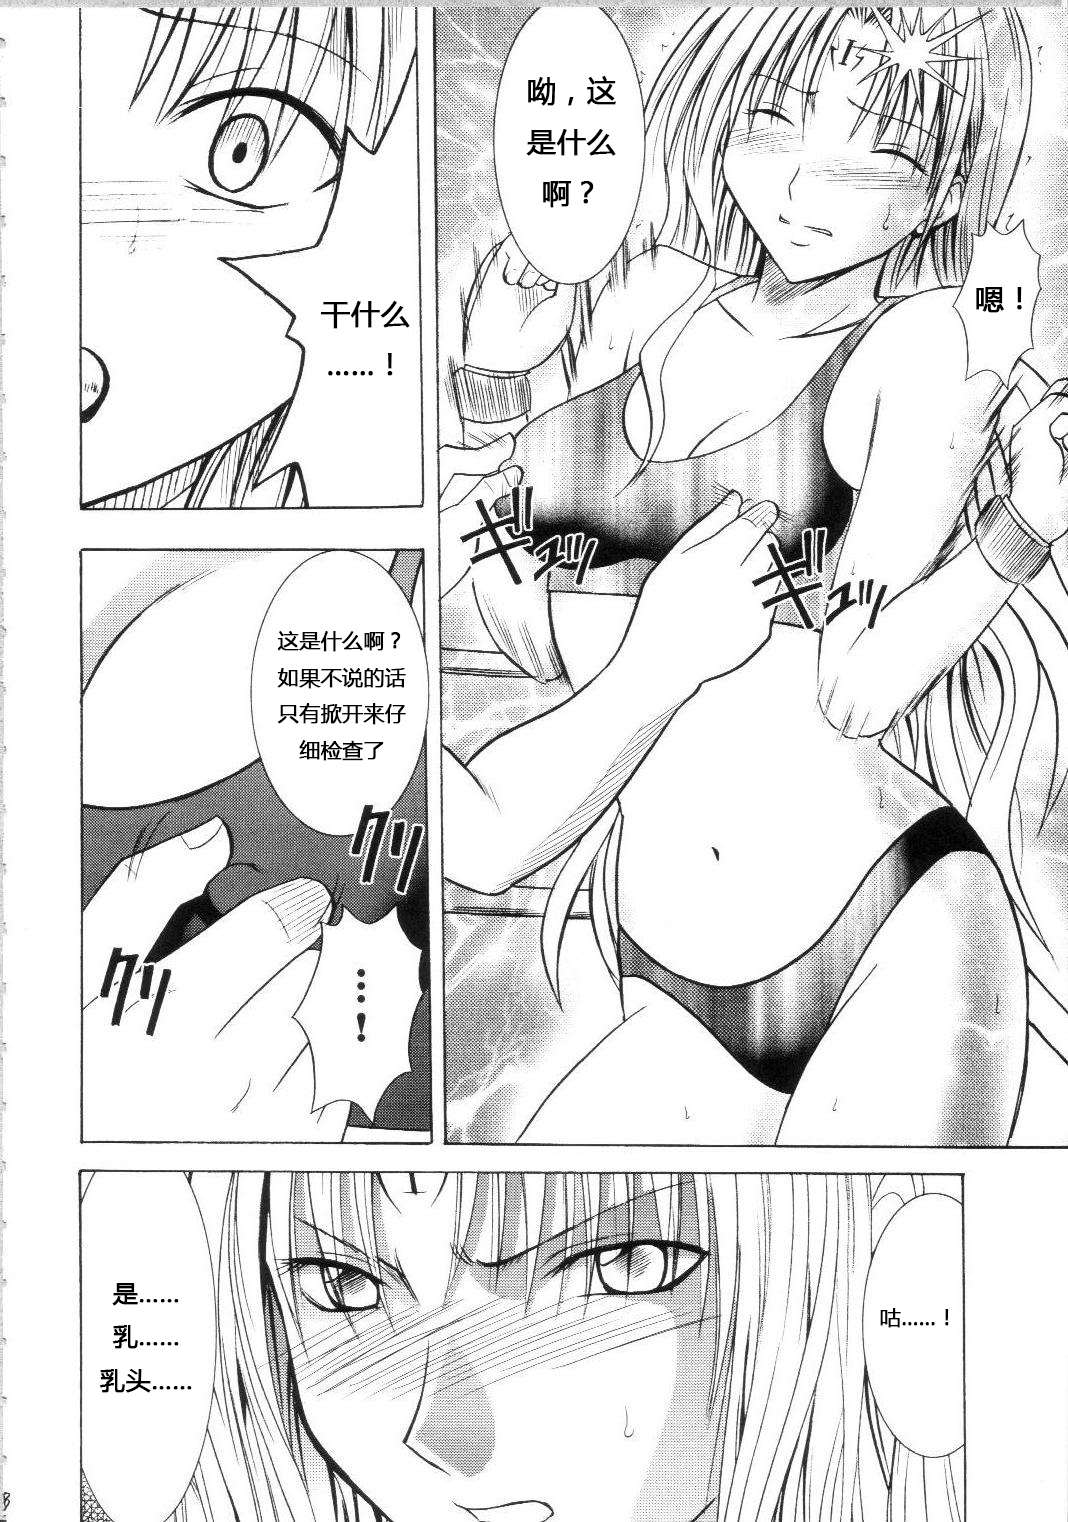 呦，这
是什么
啊？
嗯！
ギュッ
ギュッ
干什么
……！
这是什么啊？
如果不说的话
只有掀开来仔
细检查了
クリ
クリ
…！
咕……！
是……
乳……
乳头……